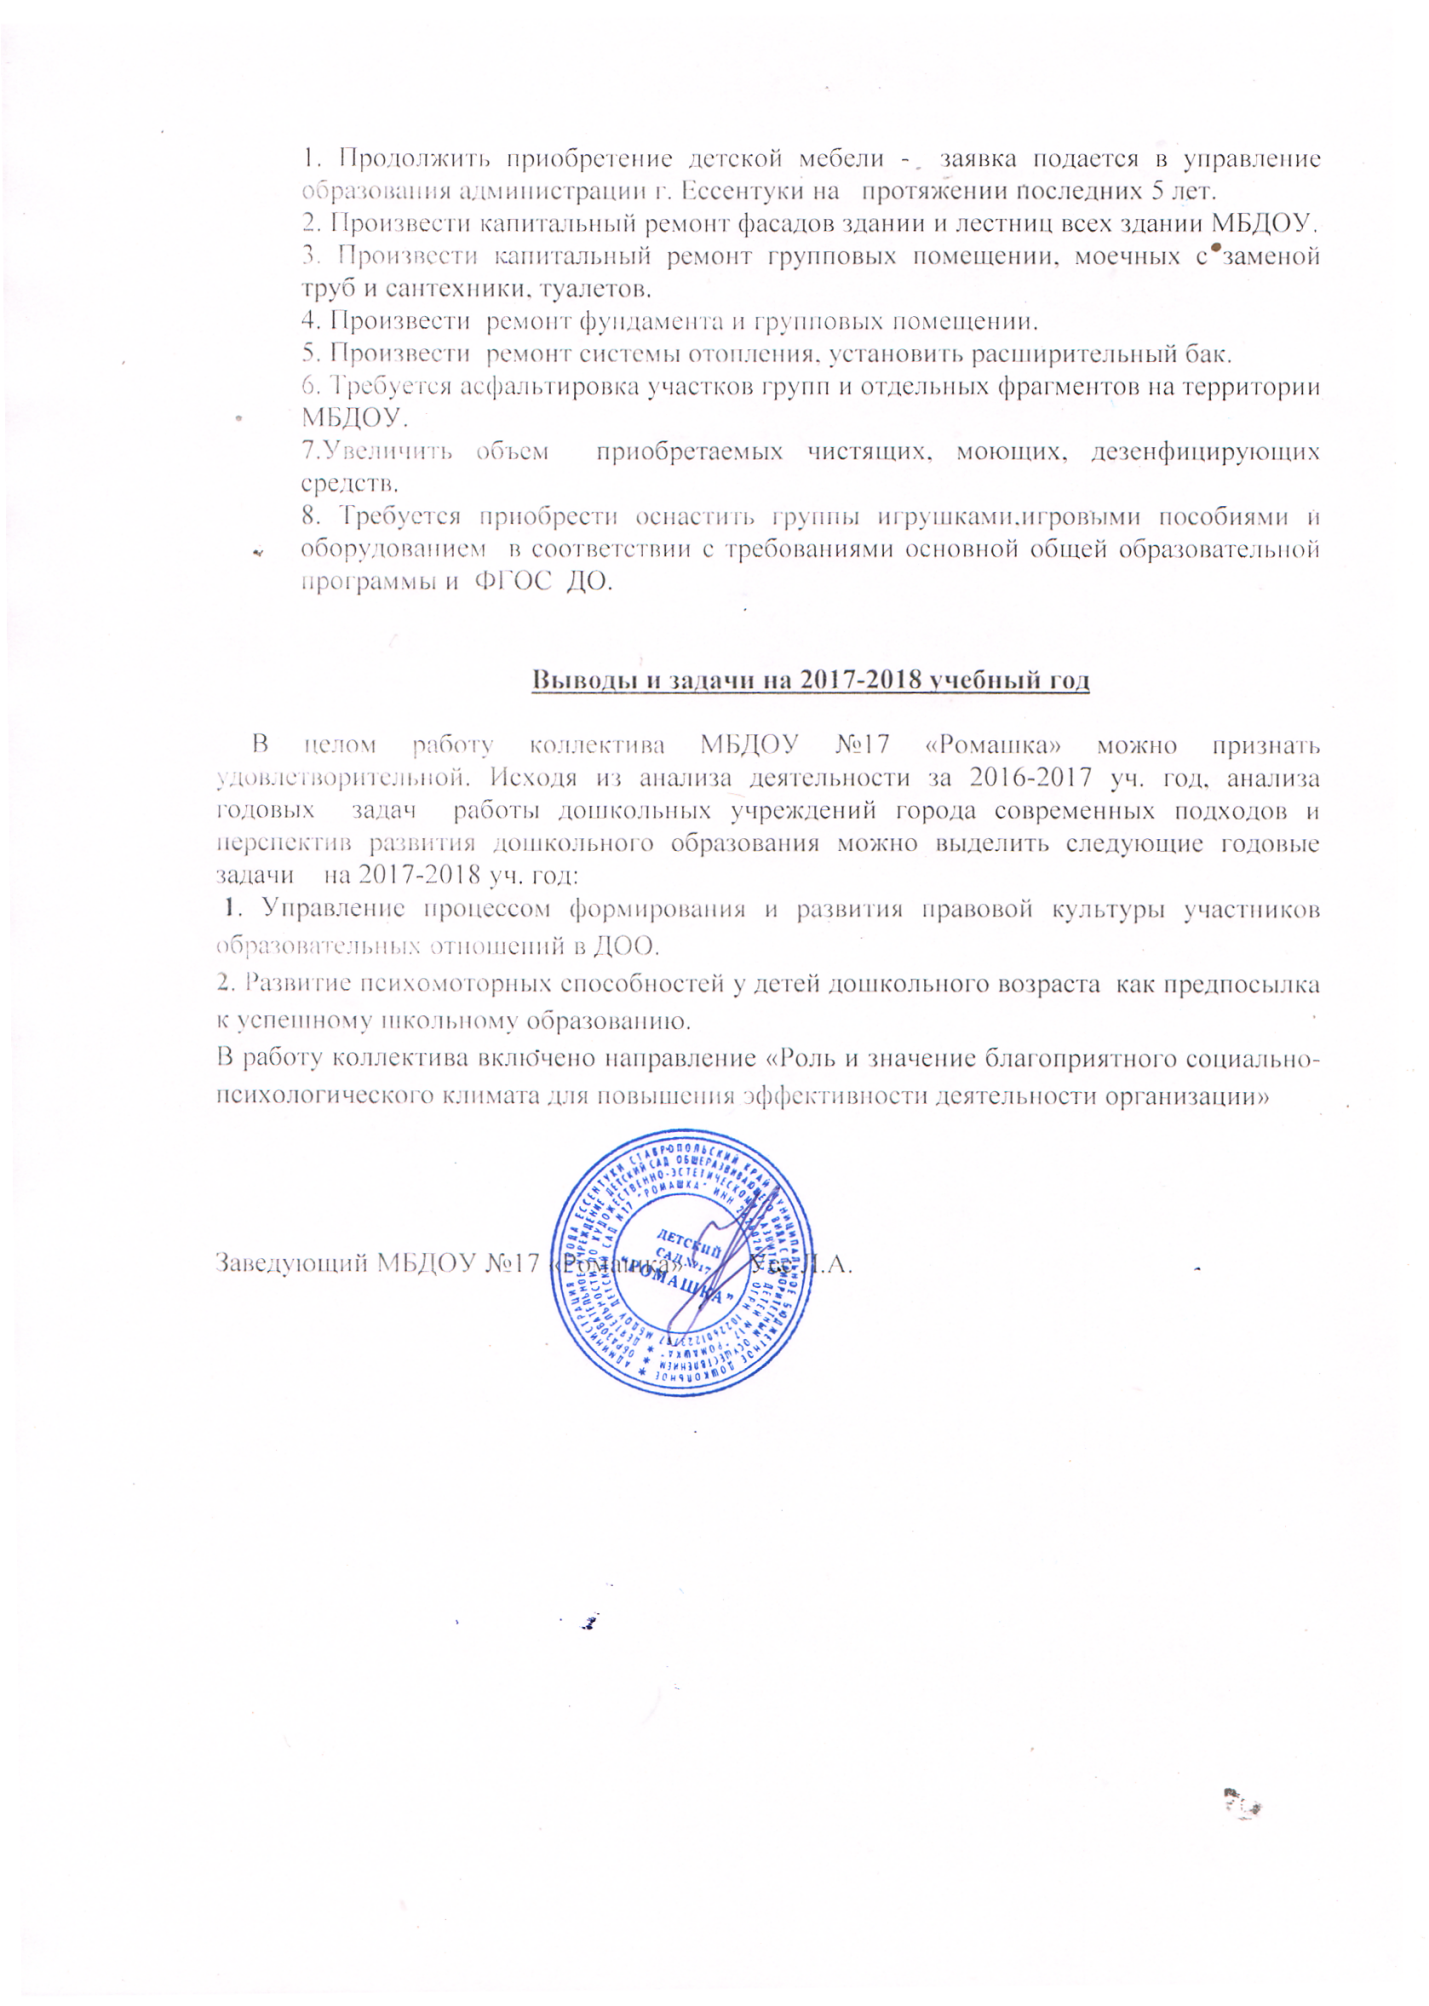 1. Продолжить приобретение детской мебели - заявка подается в управление
образования администрации г. Ессентуки на протяжении последних 5 лет.
2. Произвести капитальный ремонт фасадов здании и лестниц всех здании МБДОУ.
3. Произвести капитальный ремонт групповых помещении, моечных с заменой
труб и сантехники, туалетов.
4. Произвести ремонт фундамента и групповых помещении.
5. Произвести ремонт системы отопления, установить расширительный бак.
6. Требуется асфальтировка участков групп и отдельных фрагментов на территории
МБДОУ.
7.Увеличить объем приобретаемых чистящих, моющих, дезенфицирующих
средств.
8. Требуется приобрести оснастить группы игрушками,игровыми пособиями и
оборудованием в соответствии с требованиями основной общей образовательной
программы и ФГОС ДО.
Выводы и задачи на 2017-2018 учебный год
В целом работу коллектива МБДОУ №17 «Ромашка» можно признать
удовлетворительной. Исходя из анализа деятельности за 2016-2017 уч. год, анализа
годовых задач работы дошкольных учреждений города современных подходов и
перспектив развития дошкольного образования можно выделить следующие годовые
задачи на 2017-2018 уч. год:
1. Управление процессом формирования и развития правовой культуры участников
образовательных отношений в ДОО.
2. Развитие психомоторных способностей у детей дошкольного возраста как предпосылка
к успешному школьному образованию.
В работу коллектива включено направление «Роль и значение благоприятного социально-
психологического климата для повышения эффективности деятельности организации»
Заведующий МБДОУ №17 «Ромашка» Л.А.
ДЕТСКИЙ
САД №17
"РОМАШКА"